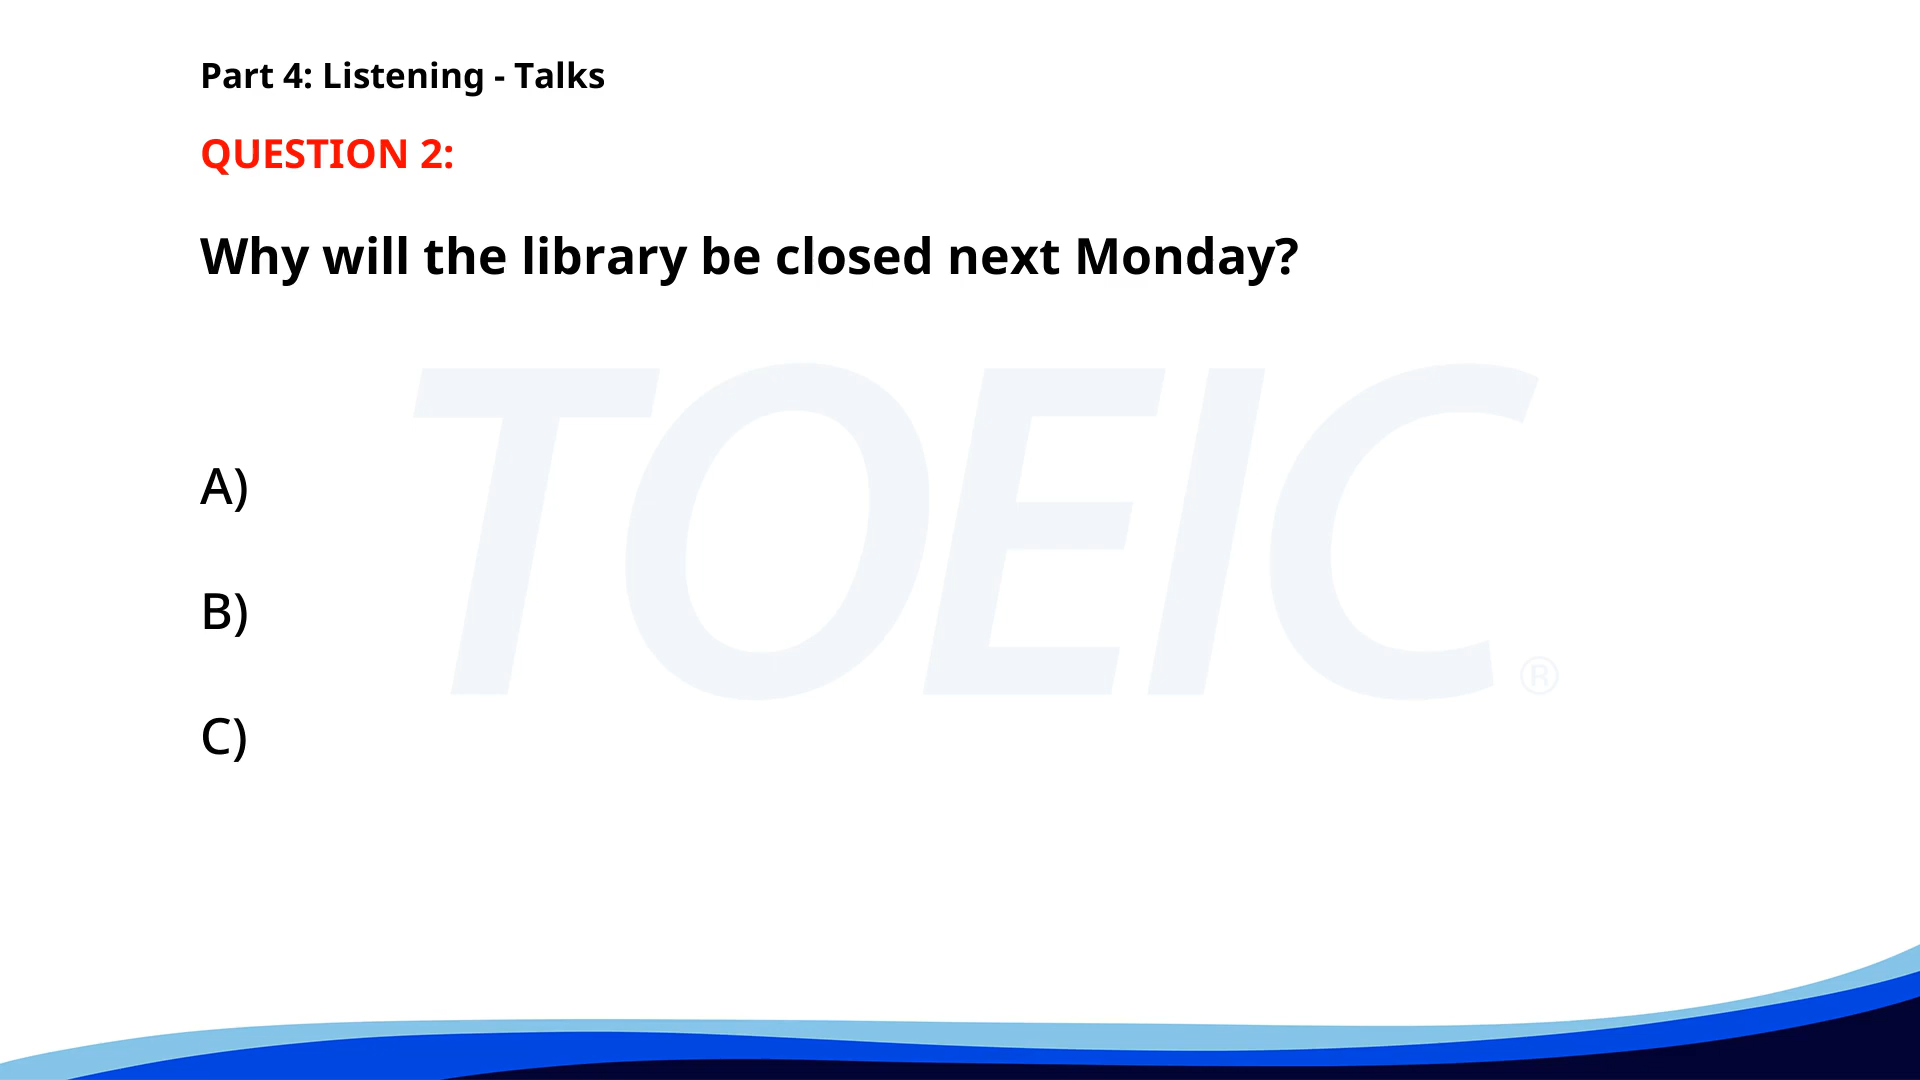 Part 4: Listening - Talks
QUESTION 2:
Why will the library be closed next Monday?
TOEIC®
A)
B)
C)